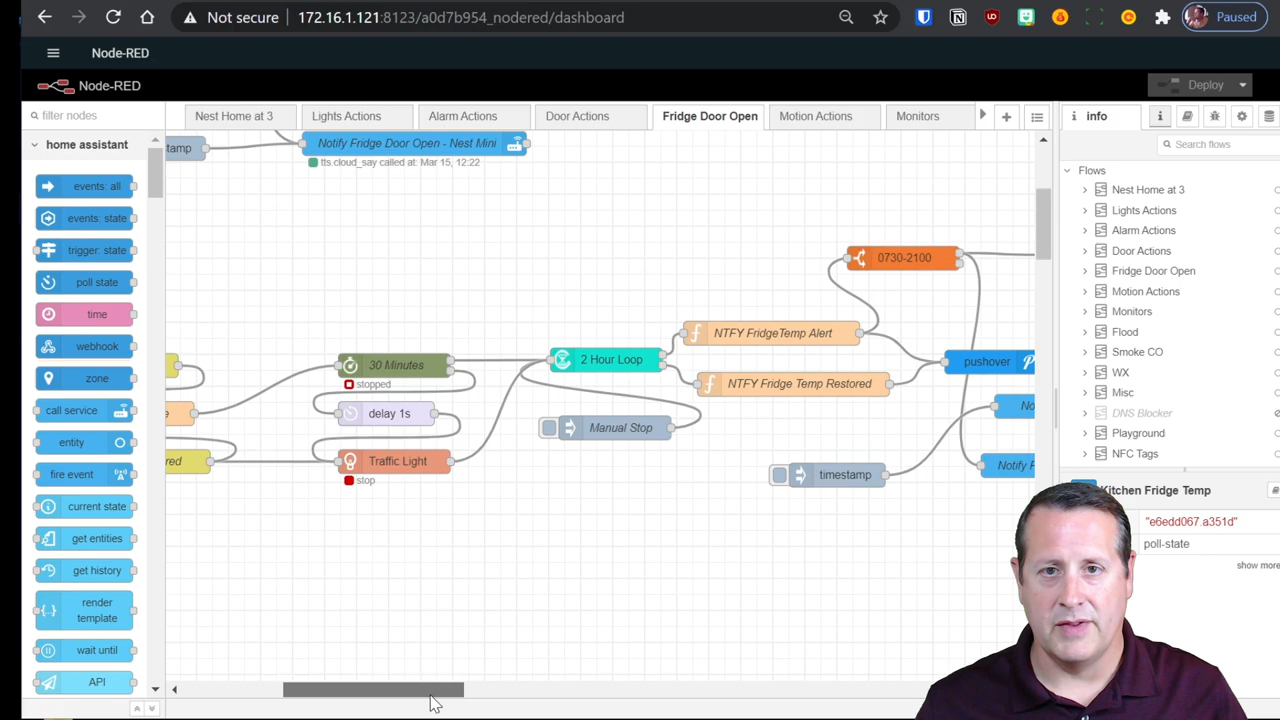 Not secure 172.16.1.121:8123/a0d7b954_nodered/dashboard Paused
Node-RED
Node-RED Deploy
filter nodes Nest Home at 3 Lights Actions Alarm Actions Door Actions Fridge Door Open Motion Actions Monitors info
home assistant
events: all
events: state
trigger: state
poll state
time
webhook
zone
call service
entity
fire event
current state
get entities
get history
render
template
wait until
API
Notify Fridge Door Open - Nest Mini
tts.cloud_say called at: Mar 15, 12:22
0730-2100
NTFY FridgeTemp Alert
30 Minutes
stopped
2 Hour Loop
pushover
NTFY Fridge Temp Restored
delay 1s
Manual Stop
Traffic Light
stop
timestamp
Search flows
Flows
Nest Home at 3
Lights Actions
Alarm Actions
Door Actions
Fridge Door Open
Motion Actions
Monitors
Flood
Smoke CO
WX
Misc
DNS Blocker
Playground
NFC Tags
Kitchen Fridge Temp
"e6edd067.a351d"
poll-state
show more